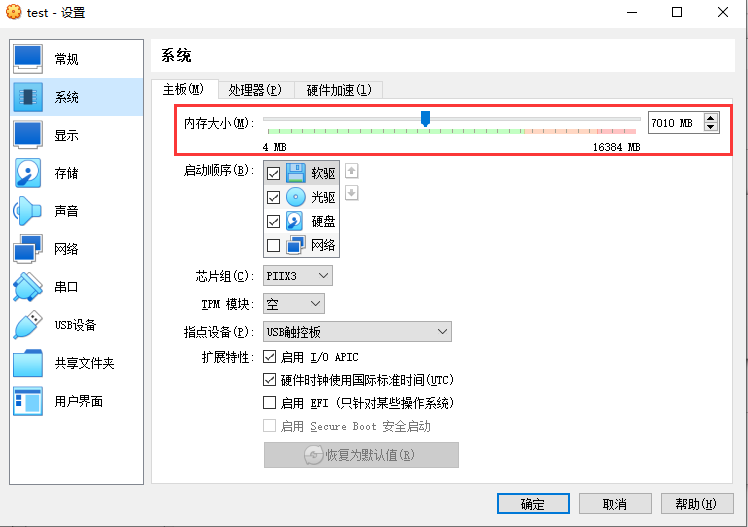 test - 设置
常规
系统
显示
存储
声音
网络
串口
USB设备
共享文件夹
用户界面
系统
主板(M) 处理器(P) 硬件加速(l)
内存大小(M): 7010 MB
4 MB 16384 MB
启动顺序(B): 软驱
光驱
硬盘
网络
芯片组(C): PIIX3
TPM 模块: 空
指点设备(P): USB触控板
扩展特性: 启用 I/O APIC
硬件时钟使用国际标准时间(UTC)
启用 EFI (只针对某些操作系统)
启用 Secure Boot 安全启动
恢复为默认值(R)
确定 取消 帮助(H)